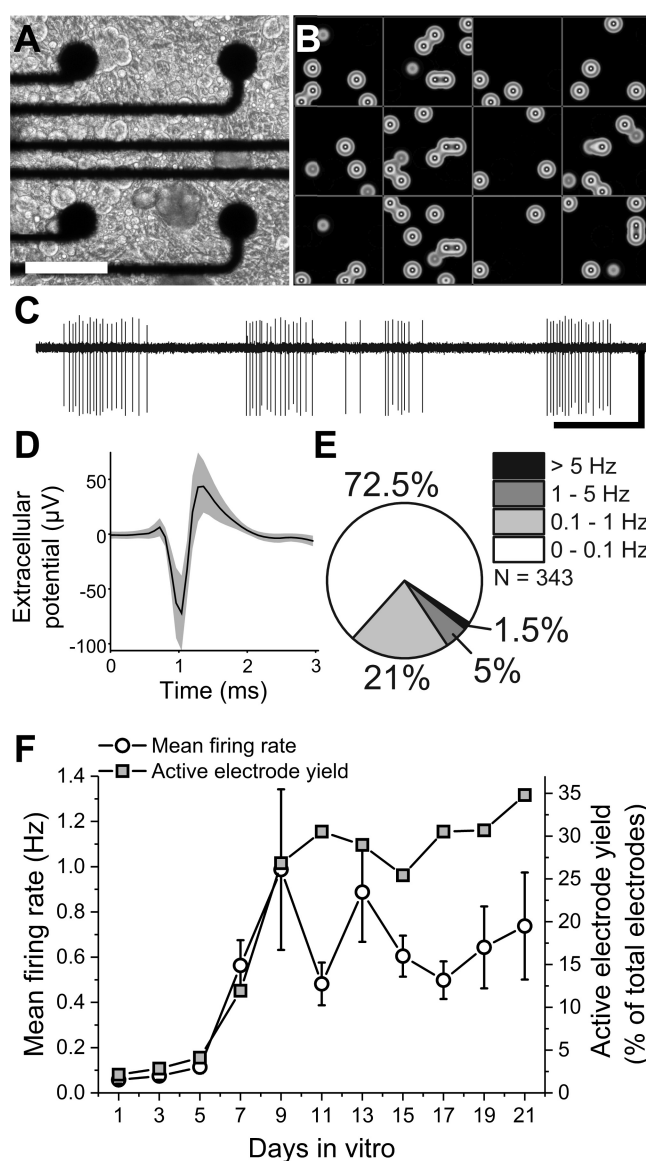 A
B
C
D
50
0
-50
-100
Extracellular
potential (µV)
0
1
2
3
Time (ms)
E
72.5%
21%
5%
1.5%
> 5 Hz
1 - 5 Hz
0.1 - 1 Hz
0 - 0.1 Hz
N = 343
F
Mean firing rate
Active electrode yield
1.4
1.2
1.0
0.8
0.6
0.4
0.2
0.0
Mean firing rate (Hz)
35
30
25
20
15
10
5
0
Active electrode yield
(% of total electrodes)
1 3 5 7 9 11 13 15 17 19 21
Days in vitro